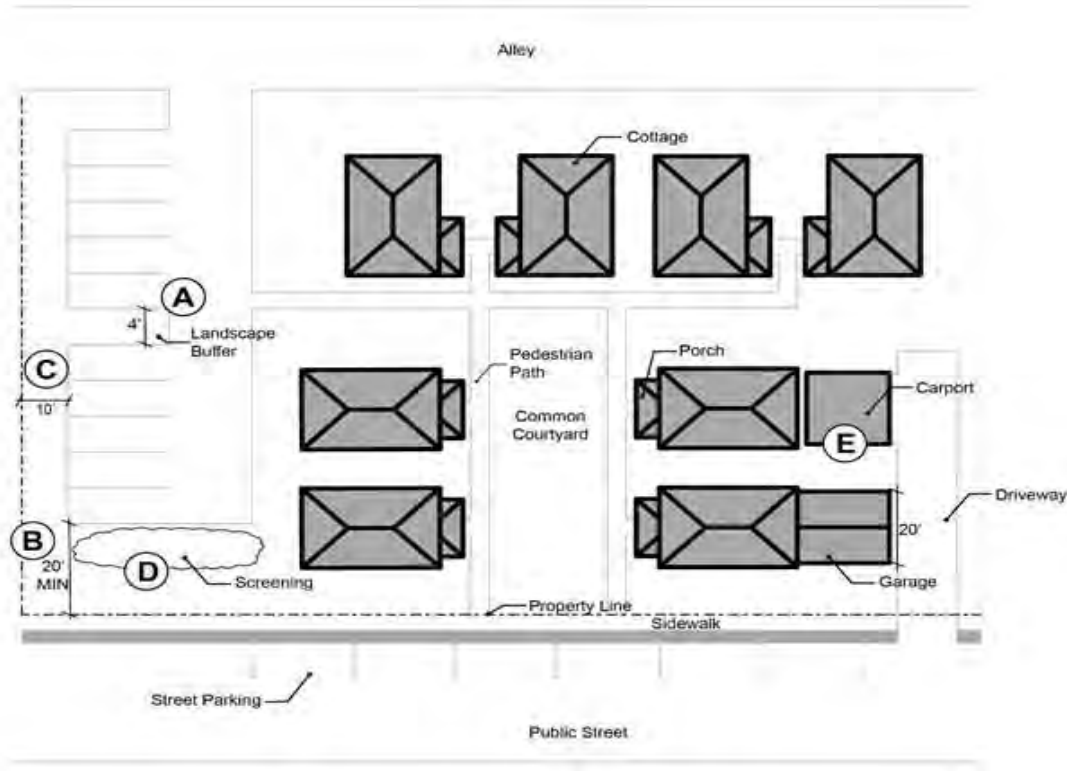 Alley
Cottage
A
4'
Landscape
Buffer
C
10'
Pedestrian
Path
Porch
Common
Courtyard
Carport
E
B
20'
MIN
D
Screening
Driveway
20'
Garage
Property Line
Sidewalk
Street Parking
Public Street